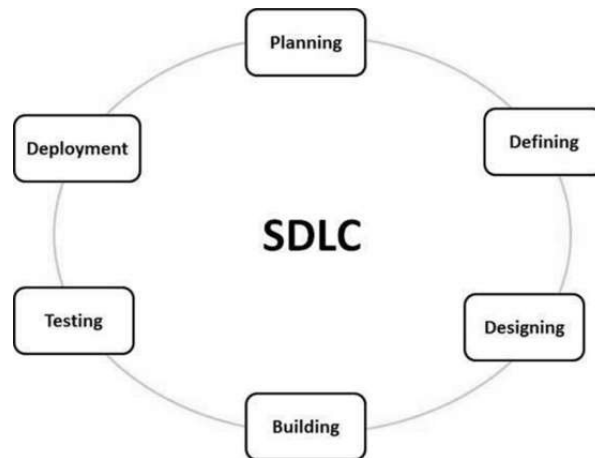 Planning
Deployment
Defining
SDLC
Testing
Designing
Building